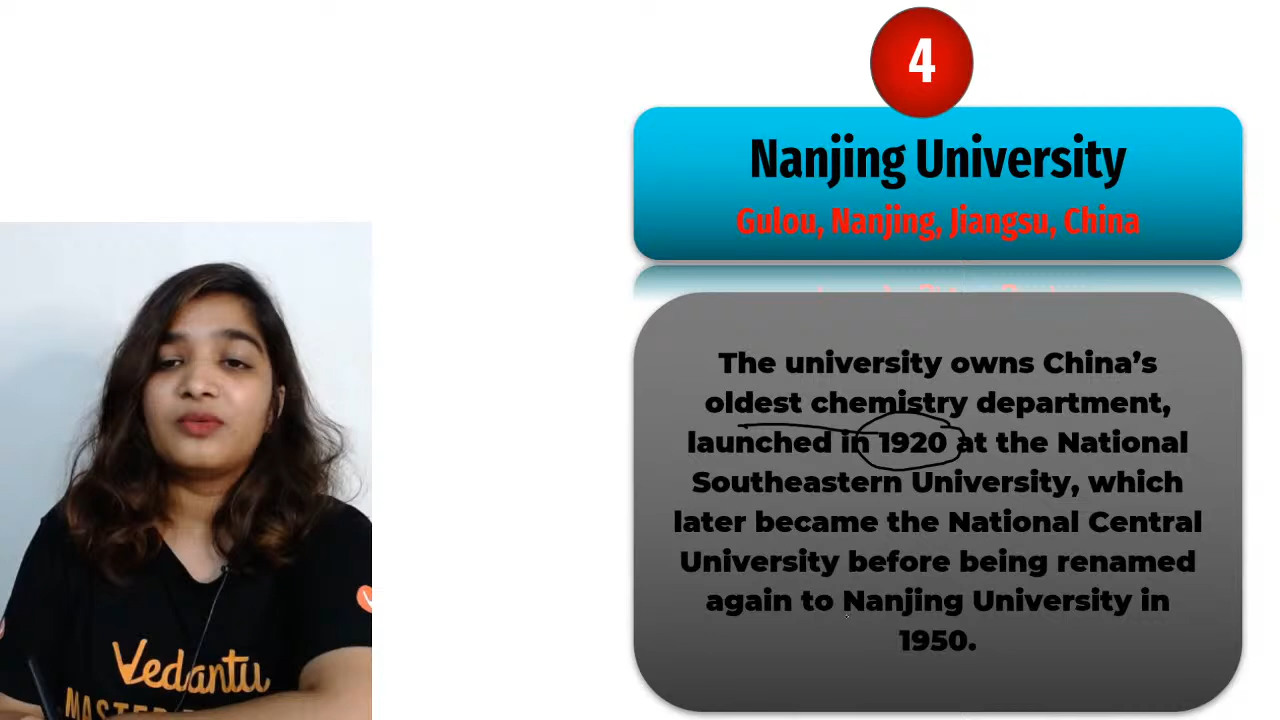 4
Nanjing University
Gulou, Nanjing, Jiangsu, China
The university owns China’s
oldest chemistry department,
launched in 1920 at the National
Southeastern University, which
later became the National Central
University before being renamed
again to Nanjing University in
1950.
Vedantu
MASTER